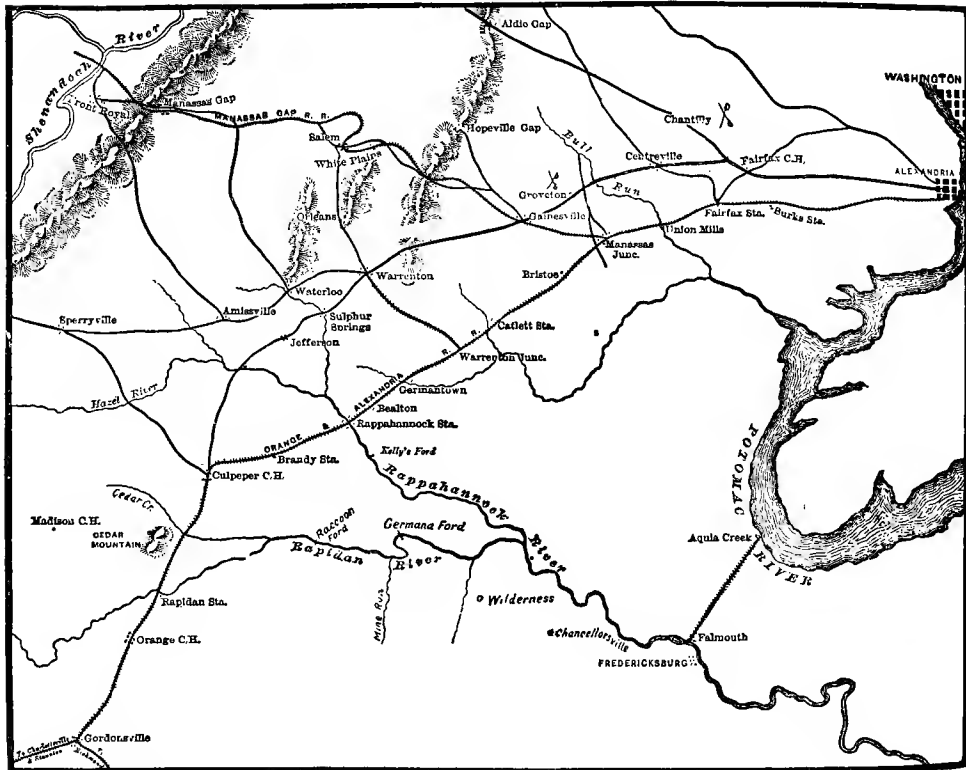 Aldie Gap
Shenandoah River
WASHINGTON
Front Royal
Manassas Gap
MANASSAS GAP R. R.
Chantilly
Salem
Hopeville Gap
Bull Run
White Plains
Centreville
Fairfax C.H.
ALEXANDRIA
Groveton
Orleans
Gainesville
Fairfax Sta.
Burks Sta.
Union Mills
Manassas
Junc.
Bristoe
Warrenton
Waterloo
Sperryville
Amissville
Sulphur
Springs
Catlett Sta.
Jefferson
Warrenton Junc.
Hazel River
Germantown
ORANGE & ALEXANDRIA R. R.
Bealton
Rappahannock Sta.
Kelly's Ford
Brandy Sta.
Culpeper C.H.
POTOMAC RIVER
Rappahannock River
Cedar Cr.
Madison C.H.
CEDAR
MOUNTAIN
Raccoon
Ford
Germana Ford
Rapidan River
Aquia Creek
Rapidan Sta.
Mine Run
Wilderness
Orange C.H.
Chancellorsville
Falmouth
FREDERICKSBURG
Gordonsville
To Charlottesville
& Staunton
Richmond